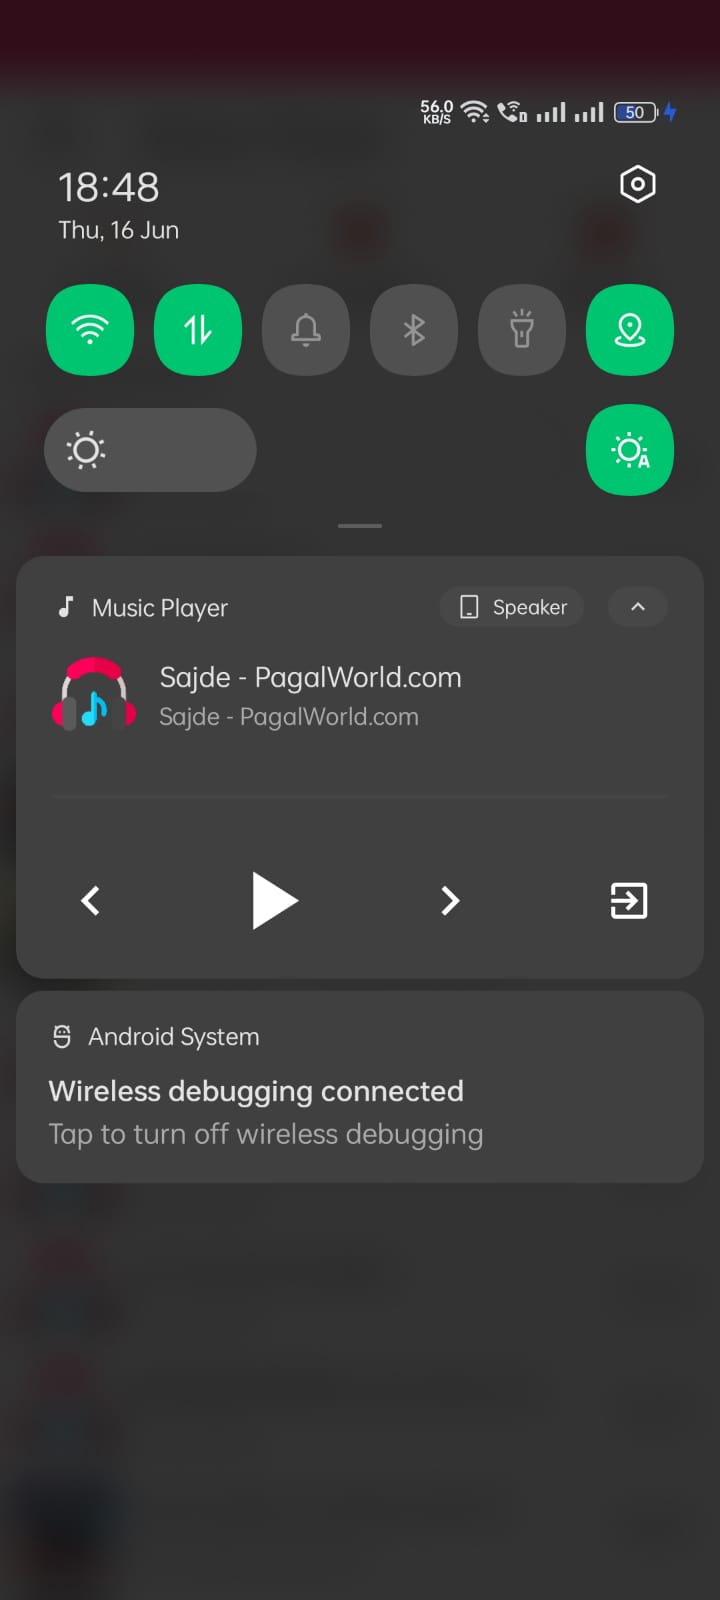 56.0
KB/S
50
18:48
Thu, 16 Jun
A
Music Player
Speaker
Sajde - PagalWorld.com
Sajde - PagalWorld.com
Android System
Wireless debugging connected
Tap to turn off wireless debugging